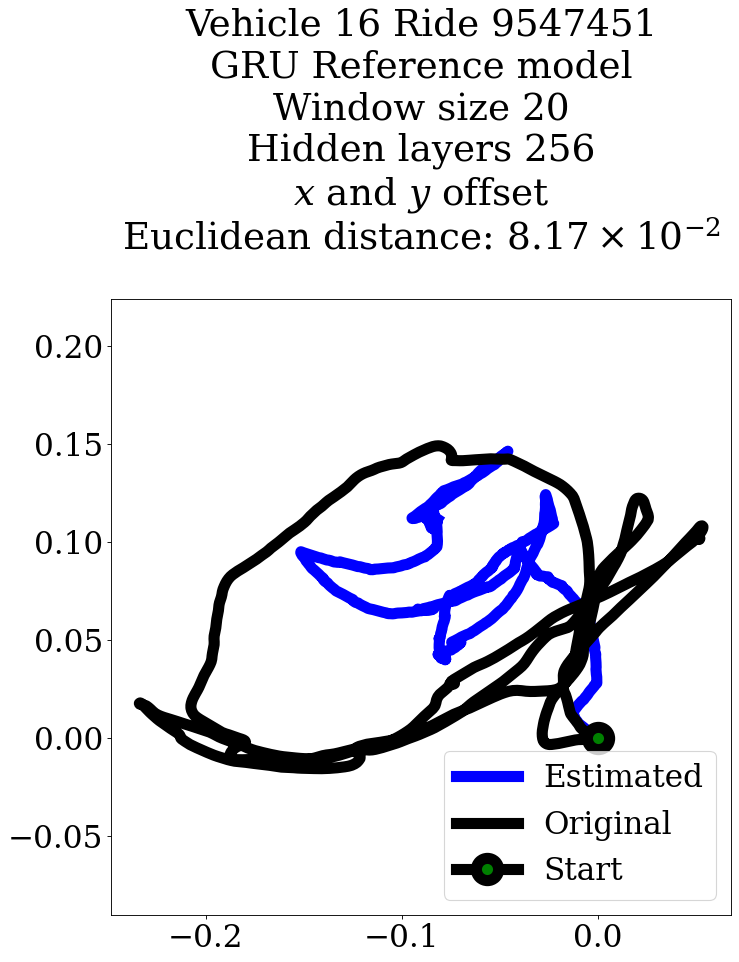 Vehicle 16 Ride 9547451
GRU Reference model
Window size 20
Hidden layers 256
x and y offset
Euclidean distance: 8.17 × 10⁻²
0.20
0.15
0.10
0.05
0.00
−0.05
Estimated
Original
Start
−0.2
−0.1
0.0